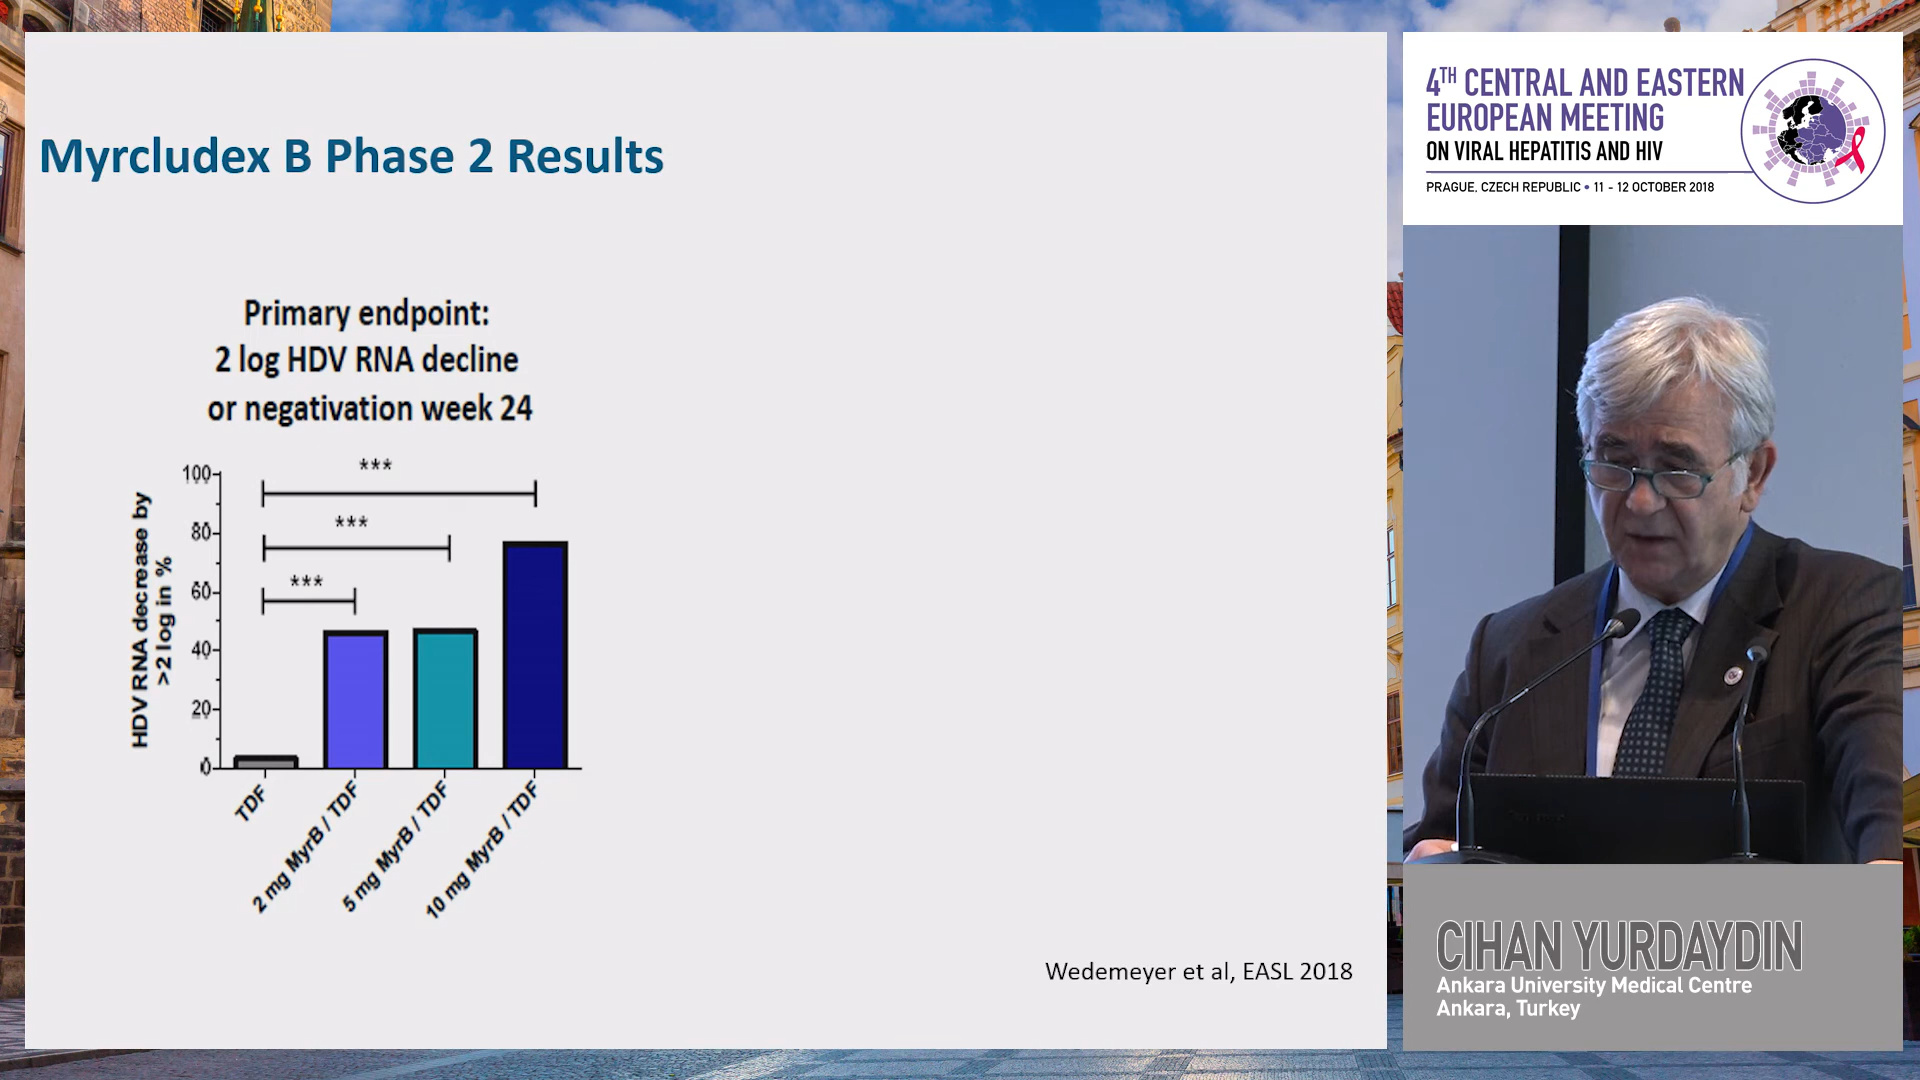 Myrcludex B Phase 2 Results
Primary endpoint:
2 log HDV RNA decline
or negativation week 24
HDV RNA decrease by
>2 log in %
100
80
60
40
20
0
***
***
***
TDF
2 mg MyrB / TDF
5 mg MyrB / TDF
10 mg MyrB / TDF
Wedemeyer et al, EASL 2018
4TH CENTRAL AND EASTERN
EUROPEAN MEETING
ON VIRAL HEPATITIS AND HIV
PRAGUE, CZECH REPUBLIC • 11 - 12 OCTOBER 2018
CIHAN YURDAYDIN
Ankara University Medical Centre
Ankara, Turkey